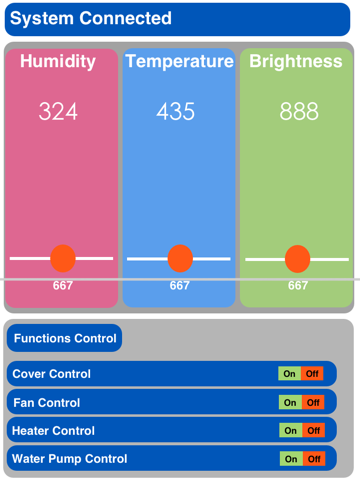 System Connected
Humidity Temperature Brightness
324 435 888
667 667 667
Functions Control
Cover Control On Off
Fan Control On Off
Heater Control On Off
Water Pump Control On Off